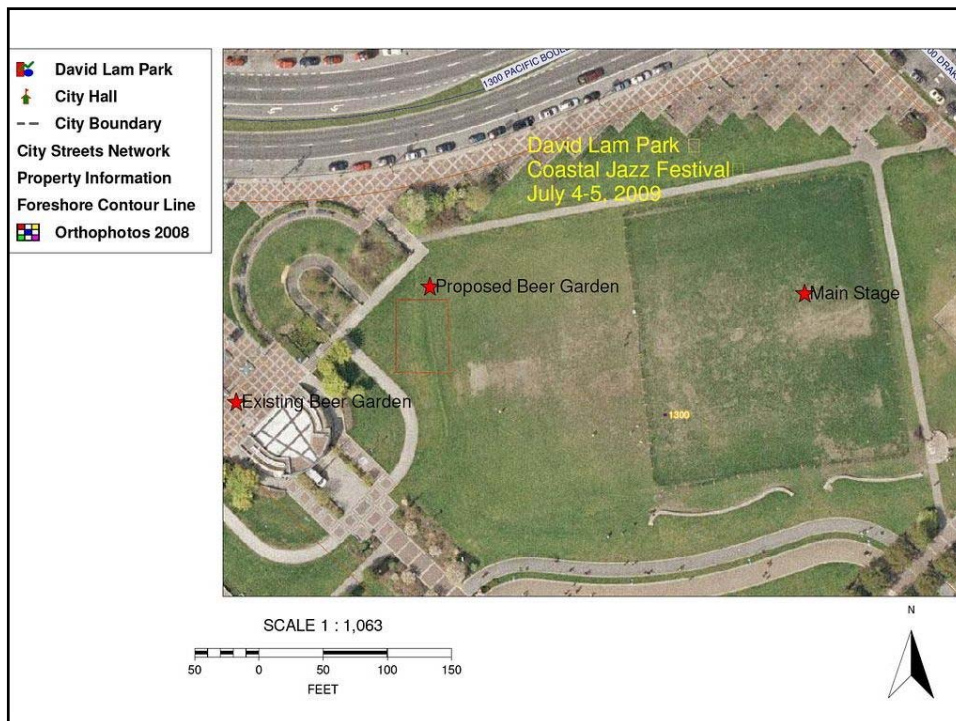 David Lam Park
City Hall
City Boundary
City Streets Network
Property Information
Foreshore Contour Line
Orthophotos 2008
1300 PACIFIC BOUL
1300 DRAK
David Lam Park
Coastal Jazz Festival
July 4-5, 2009
Proposed Beer Garden
Main Stage
Existing Beer Garden
1300
SCALE 1 : 1,063
50 0 50 100 150
FEET
N